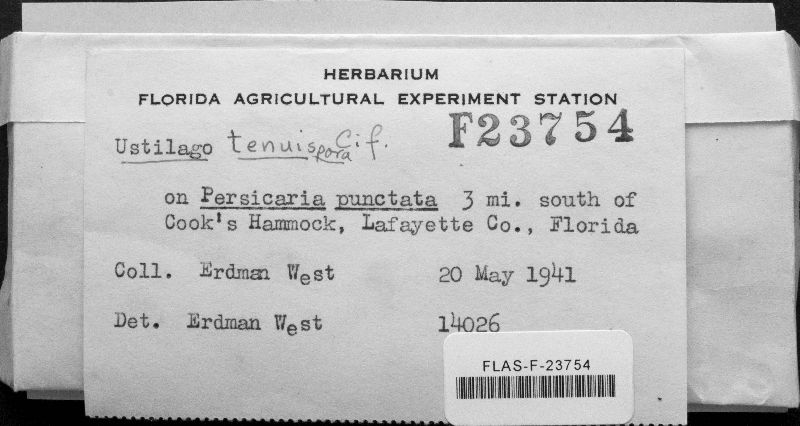 HERBARIUM
FLORIDA AGRICULTURAL EXPERIMENT STATION
F23754
Ustilago tenuispora Cif.
on Persicaria punctata 3 mi. south of
Cook's Hammock, Lafayette Co., Florida
Coll. Erdman West 20 May 1941
Det. Erdman West 14026
FLAS-F-23754